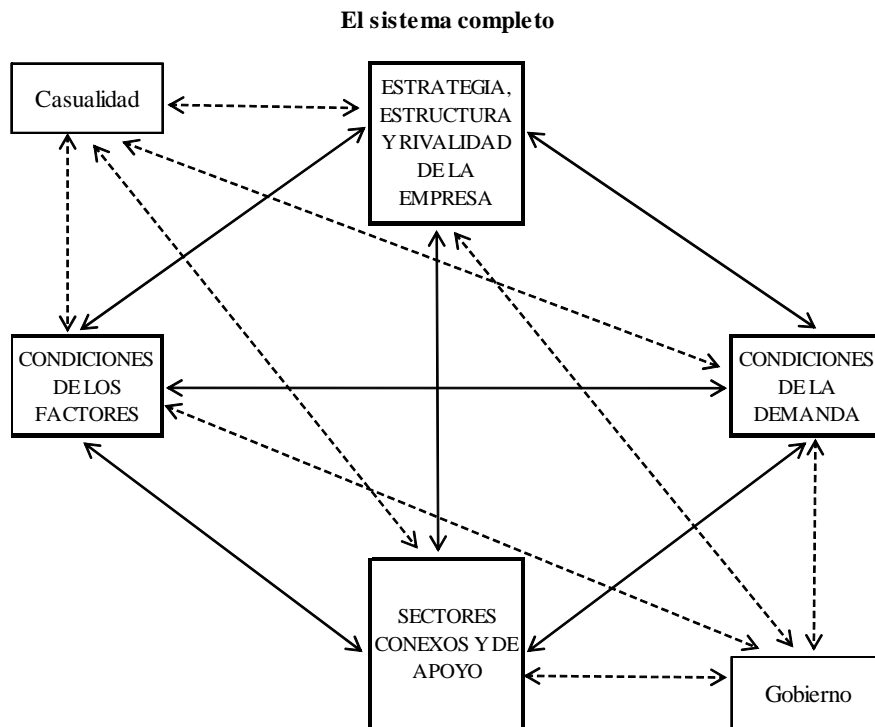 El sistema completo
Casualidad
ESTRATEGIA,
ESTRUCTURA
Y RIVALIDAD
DE LA
EMPRESA
CONDICIONES
DE LOS
FACTORES
CONDICIONES
DE LA
DEMANDA
SECTORES
CONEXOS Y DE
APOYO
Gobierno